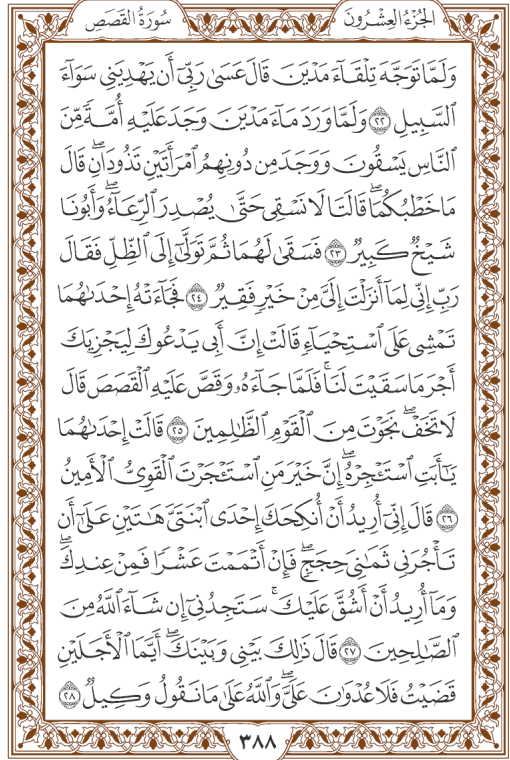 سُورَةُ القَصَصِ
الجُزْءُ العِشْرُونَ
وَلَمَّا تَوَجَّهَ تِلْقَآءَ مَدْيَنَ قَالَ عَسَىٰ رَبِّيٓ أَن يَهْدِيَنِي سَوَآءَ
ٱلسَّبِيلِ ٢٢ وَلَمَّا وَرَدَ مَآءَ مَدْيَنَ وَجَدَ عَلَيْهِ أُمَّةً مِّنَ
ٱلنَّاسِ يَسْقُونَ وَوَجَدَ مِن دُونِهِمُ ٱمْرَأَتَيْنِ تَذُودَانِۖ قَالَ
مَا خَطْبُكُمَاۖ قَالَتَا لَا نَسْقِي حَتَّىٰ يُصْدِرَ ٱلرِّعَآءُۖ وَأَبُونَا
شَيْخٌ كَبِيرٌ ٢٣ فَسَقَىٰ لَهُمَا ثُمَّ تَوَلَّىٰٓ إِلَى ٱلظِّلِّ فَقَالَ
رَبِّ إِنِّي لِمَآ أَنزَلْتَ إِلَيَّ مِنْ خَيْرٍ فَقِيرٌ ٢٤ فَجَآءَتْهُ إِحْدَىٰهُمَا
تَمْشِي عَلَى ٱسْتِحْيَآءٍ قَالَتْ إِنَّ أَبِي يَدْعُوكَ لِيَجْزِيَكَ
أَجْرَ مَا سَقَيْتَ لَنَاۚ فَلَمَّا جَآءَهُۥ وَقَصَّ عَلَيْهِ ٱلْقَصَصَ قَالَ
لَا تَخَفْۖ نَجَوْتَ مِنَ ٱلْقَوْمِ ٱلظَّٰلِمِينَ ٢٥ قَالَتْ إِحْدَىٰهُمَا
يَٰٓأَبَتِ ٱسْتَـْٔجِرْهُۖ إِنَّ خَيْرَ مَنِ ٱسْتَـْٔجَرْتَ ٱلْقَوِيُّ ٱلْأَمِينُ
٢٦ قَالَ إِنِّيٓ أُرِيدُ أَنْ أُنكِحَكَ إِحْدَى ٱبْنَتَيَّ هَٰتَيْنِ عَلَىٰٓ أَن
تَأْجُرَنِي ثَمَٰنِيَ حِجَجٍۖ فَإِنْ أَتْمَمْتَ عَشْرًا فَمِنْ عِندِكَۖ
وَمَآ أُرِيدُ أَنْ أَشُقَّ عَلَيْكَۚ سَتَجِدُنِيٓ إِن شَآءَ ٱللَّهُ مِنَ
ٱلصَّٰلِحِينَ ٢٧ قَالَ ذَٰلِكَ بَيْنِي وَبَيْنَكَۖ أَيَّمَا ٱلْأَجَلَيْنِ
قَضَيْتُ فَلَا عُدْوَٰنَ عَلَيَّۖ وَٱللَّهُ عَلَىٰ مَا نَقُولُ وَكِيلٌ ٢٨
٣٨٨